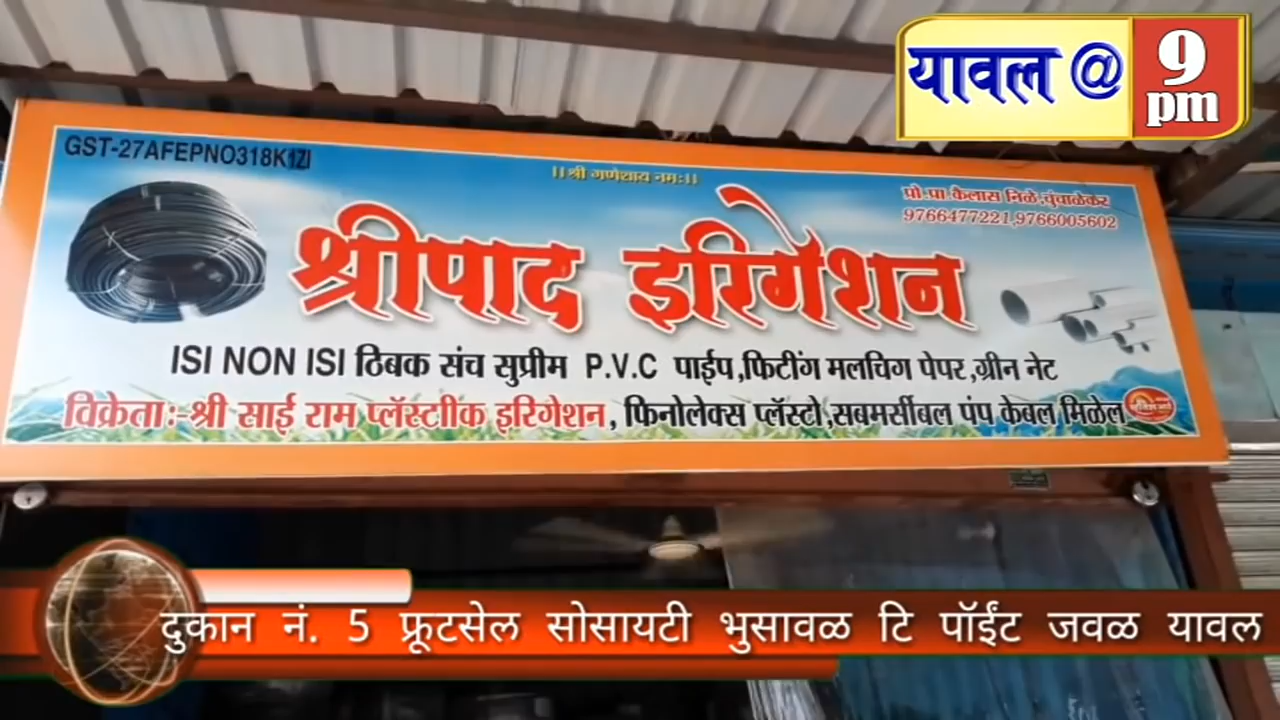 यावल @ 9 pm
GST-27AFEPNO318K1ZI
।।श्री गणेशाय नमः।।
प्रो.प्रा.कैलास निळे,चुंचाळेकर
9766477221,9766005602
श्रीपाद इरिगेशन
ISI NON ISI ठिबक संच सुप्रीम P.V.C पाईप,फिटींग मलचिग पेपर,ग्रीन नेट
विक्रेताः-श्री साई राम प्लॅस्टीक इरिगेशन, फिनोलेक्स प्लॅस्टो,सबमर्सीबल पंप केबल मिळेल
दुकान नं. 5 फ्रूटसेल सोसायटी भुसावळ टि पॉईंट जवळ यावल